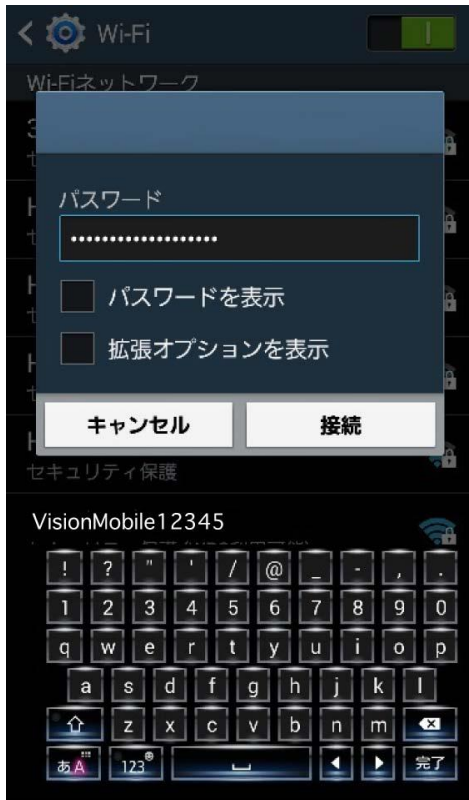 Wi-Fi
Wi-Fiネットワーク
パスワード
•••••••••••••••••••
パスワードを表示
拡張オプションを表示
キャンセル 接続
セキュリティ保護
VisionMobile12345
! ? " ' / @ _ - , .
1 2 3 4 5 6 7 8 9 0
q w e r t y u i o p
a s d f g h j k l
z x c v b n m
あA 123 完了